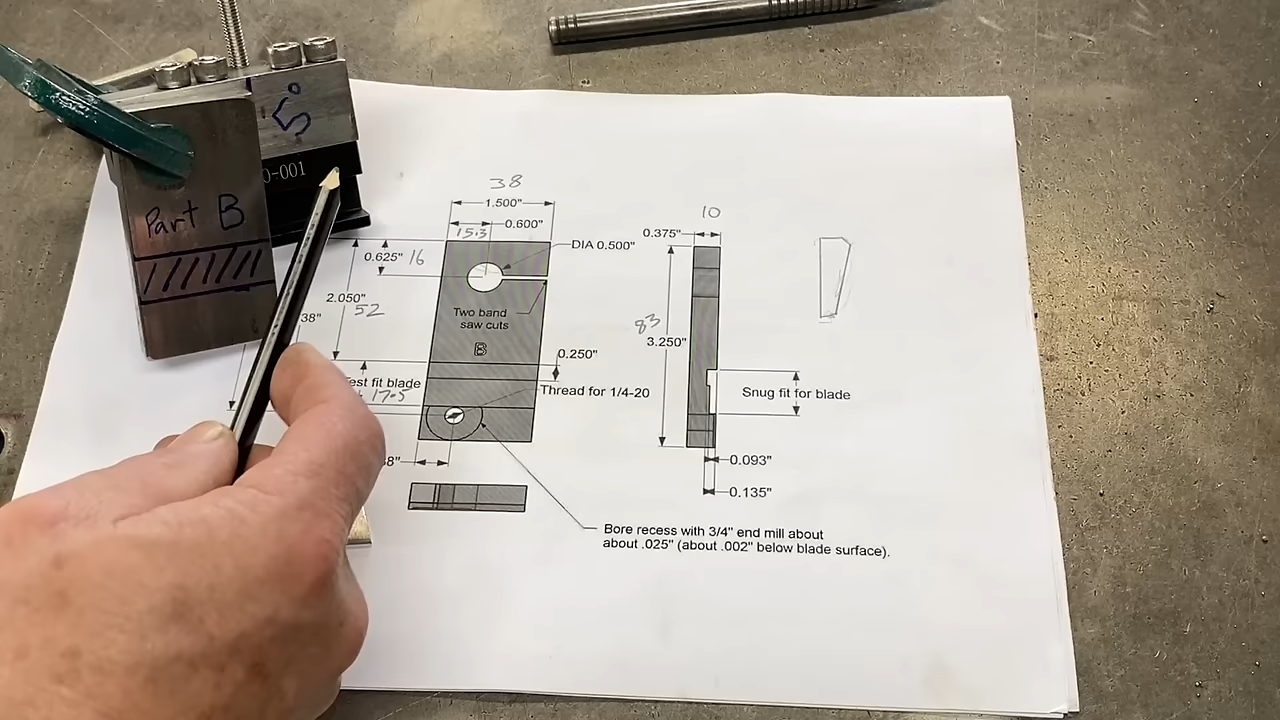 5°
0-001
Part B
38
1.500"
0.600"
15.3
DIA 0.500"
0.625" 16
2.050"
52
38"
Two band
saw cuts
B
0.250"
Test fit blade
17.5
Thread for 1/4-20
8"
10
0.375"
83
3.250"
Snug fit for blade
0.093"
0.135"
Bore recess with 3/4" end mill about
about .025" (about .002" below blade surface).